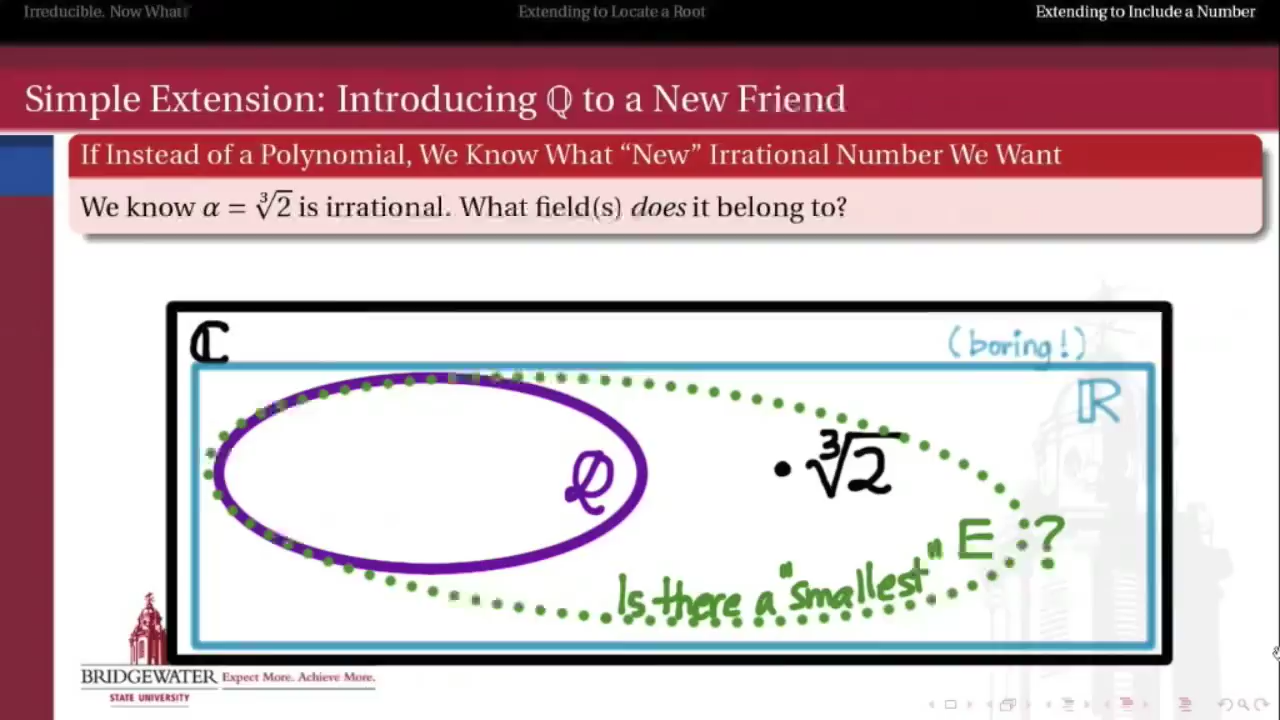 Irreducible. Now What?
Extending to Locate a Root
Extending to Include a Number
Simple Extension: Introducing ℚ to a New Friend
If Instead of a Polynomial, We Know What “New” Irrational Number We Want
We know α = ∛2 is irrational. What field(s) does it belong to?
ℂ
(boring!)
ℝ
ℚ
• ∛2
Is there a "smallest" E ?
BRIDGEWATER
STATE UNIVERSITY
Expect More. Achieve More.